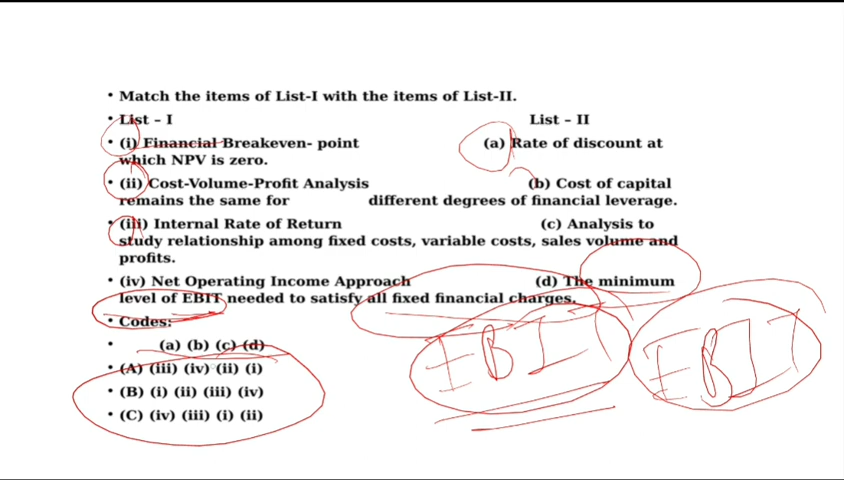 • Match the items of List-I with the items of List-II.
• List – I List – II
• (i) Financial Breakeven- point (a) Rate of discount at
which NPV is zero.
• (ii) Cost-Volume-Profit Analysis (b) Cost of capital
remains the same for different degrees of financial leverage.
• (iii) Internal Rate of Return (c) Analysis to
study relationship among fixed costs, variable costs, sales volume and
profits.
• (iv) Net Operating Income Approach (d) The minimum
level of EBIT needed to satisfy all fixed financial charges.
• Codes:
• (a) (b) (c) (d)
• (A) (iii) (iv) (ii) (i)
• (B) (i) (ii) (iii) (iv)
• (C) (iv) (iii) (i) (ii)
EBIT EBIT